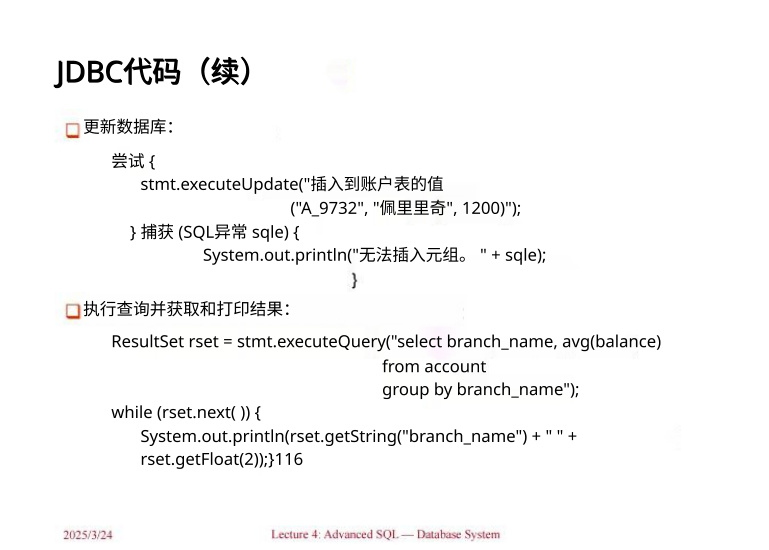 JDBC代码（续）
更新数据库：
尝试 {
stmt.executeUpdate("插入到账户表的值
("A_9732", "佩里里奇", 1200)");
} 捕获 (SQL异常 sqle) {
System.out.println("无法插入元组。 " + sqle);
}
执行查询并获取和打印结果：
ResultSet rset = stmt.executeQuery("select branch_name, avg(balance)
from account
group by branch_name");
while (rset.next( )) {
System.out.println(rset.getString("branch_name") + " " +
rset.getFloat(2));}116
2025/3/24
Lecture 4: Advanced SQL — Database System